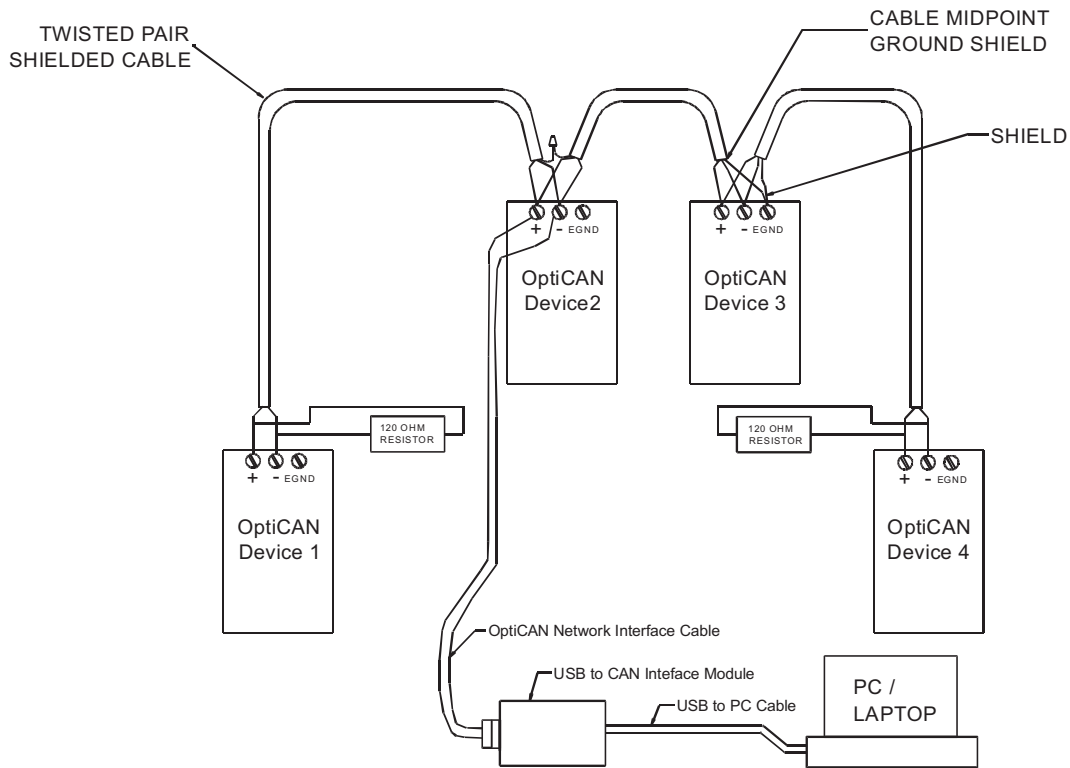 TWISTED PAIR
SHIELDED CABLE
CABLE MIDPOINT
GROUND SHIELD
SHIELD
+ - EGND
OptiCAN
Device2
+ - EGND
OptiCAN
Device 3
120 OHM
RESISTOR
120 OHM
RESISTOR
+ - EGND
OptiCAN
Device 1
+ - EGND
OptiCAN
Device 4
OptiCAN Network Interface Cable
USB to CAN Inteface Module
USB to PC Cable
PC /
LAPTOP